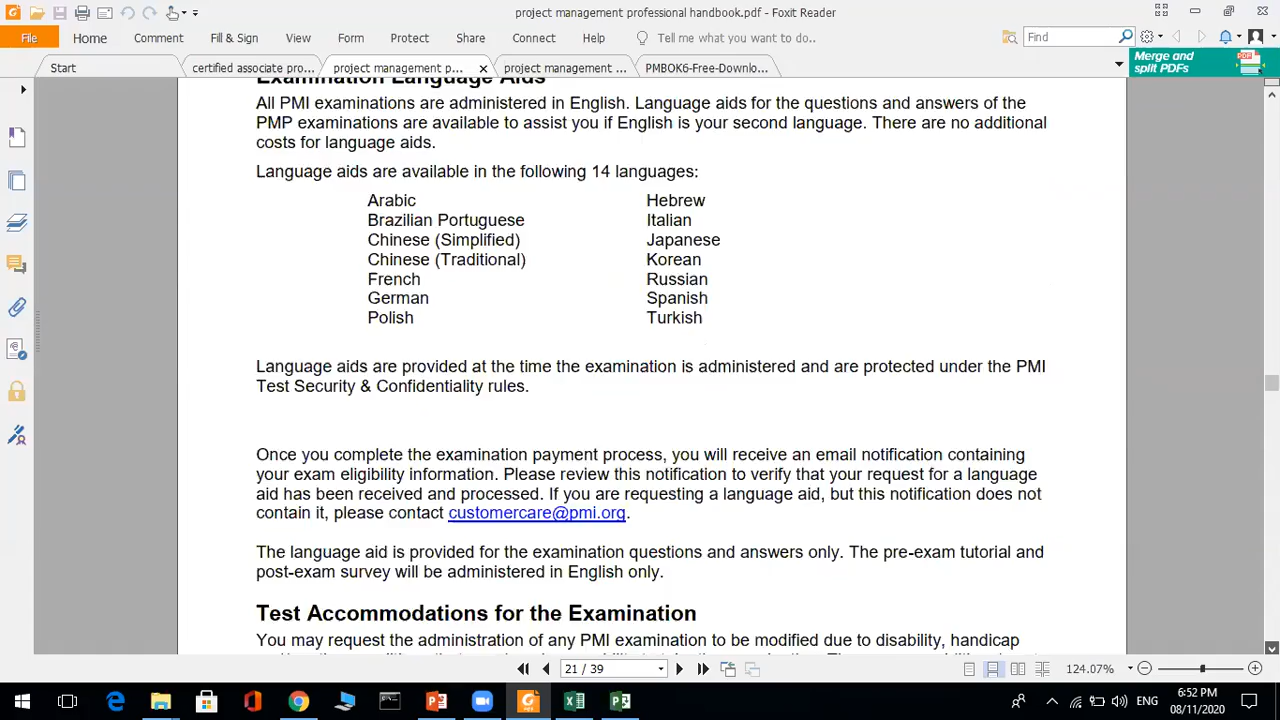 project management professional handbook.pdf - Foxit Reader
File
Home
Comment
Fill & Sign
View
Form
Protect
Share
Connect
Help
Tell me what you want to do..
Find
Start
certified associate pro...
project management p...
project management ...
PMBOK6-Free-Downlo...
Merge and
split PDFs
Examination Language Aids
All PMI examinations are administered in English. Language aids for the questions and answers of the
PMP examinations are available to assist you if English is your second language. There are no additional
costs for language aids.
Language aids are available in the following 14 languages:
Arabic
Brazilian Portuguese
Chinese (Simplified)
Chinese (Traditional)
French
German
Polish
Hebrew
Italian
Japanese
Korean
Russian
Spanish
Turkish
Language aids are provided at the time the examination is administered and are protected under the PMI
Test Security & Confidentiality rules.
Once you complete the examination payment process, you will receive an email notification containing
your exam eligibility information. Please review this notification to verify that your request for a language
aid has been received and processed. If you are requesting a language aid, but this notification does not
contain it, please contact customercare@pmi.org.
The language aid is provided for the examination questions and answers only. The pre-exam tutorial and
post-exam survey will be administered in English only.
Test Accommodations for the Examination
You may request the administration of any PMI examination to be modified due to disability, handicap
21 / 39
124.07%
ENG
6:52 PM
08/11/2020